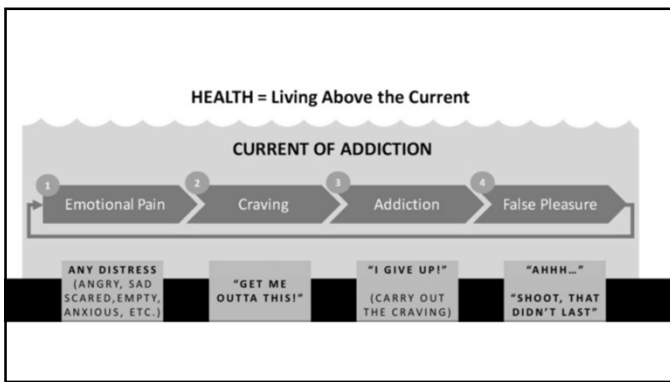 HEALTH = Living Above the Current
CURRENT OF ADDICTION
1
Emotional Pain
2
Craving
3
Addiction
4
False Pleasure
ANY DISTRESS
(ANGRY, SAD
SCARED,EMPTY,
ANXIOUS, ETC.)
"GET ME
OUTTA THIS!"
"I GIVE UP!"
(CARRY OUT
THE CRAVING)
"AHHH…"
"SHOOT, THAT
DIDN'T LAST"